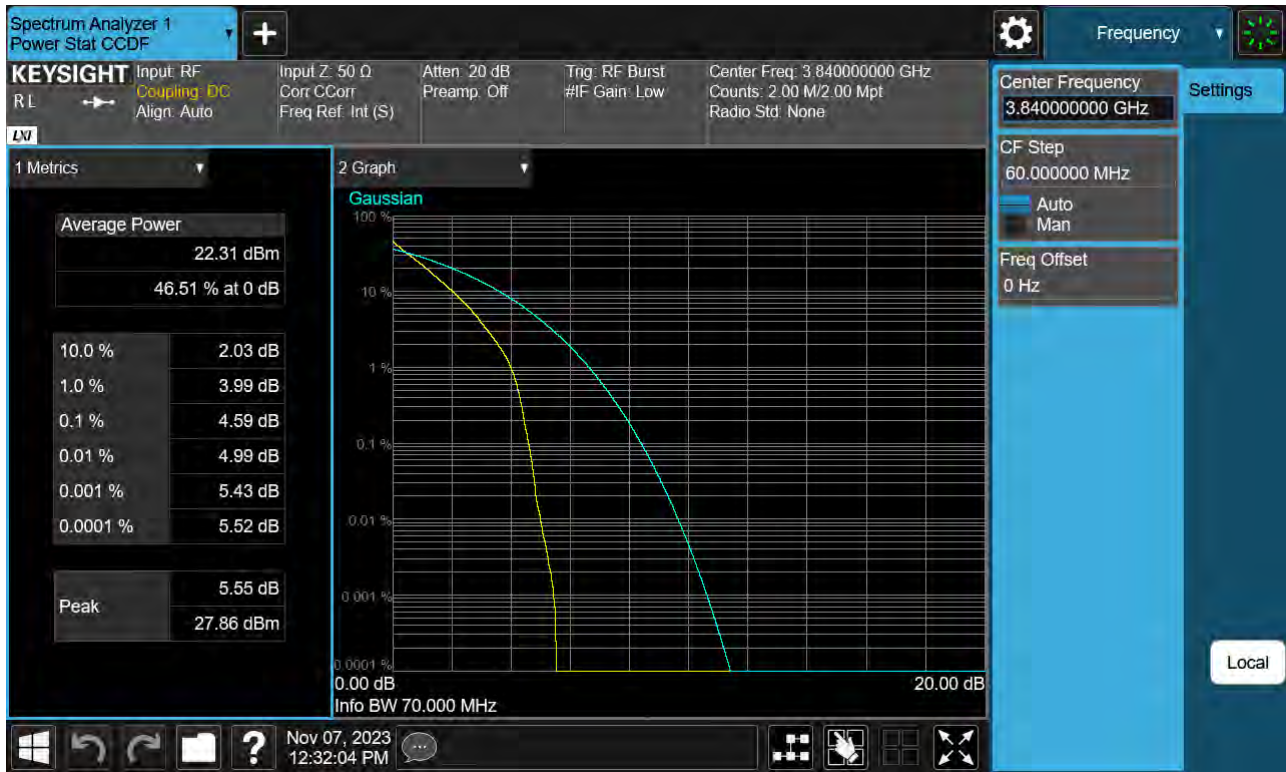 Spectrum Analyzer 1
Power Stat CCDF
Frequency
KEYSIGHT
RL
LXI
Input: RF
Coupling: DC
Align: Auto
Input Z: 50 Ω
Corr CCorr
Freq Ref: Int (S)
Atten: 20 dB
Preamp: Off
Trig: RF Burst
#IF Gain: Low
Center Freq: 3.840000000 GHz
Counts: 2.00 M/2.00 Mpt
Radio Std: None
Center Frequency
3.840000000 GHz
Settings
CF Step
60.000000 MHz
Auto
Man
Freq Offset
0 Hz
Local
1 Metrics
Average Power
22.31 dBm
46.51 % at 0 dB
10.0 % 2.03 dB
1.0 % 3.99 dB
0.1 % 4.59 dB
0.01 % 4.99 dB
0.001 % 5.43 dB
0.0001 % 5.52 dB
Peak 5.55 dB
27.86 dBm
2 Graph
Gaussian
100 %
10 %
1 %
0.1 %
0.01 %
0.001 %
0.0001 %
0.00 dB 20.00 dB
Info BW 70.000 MHz
?
Nov 07, 2023
12:32:04 PM